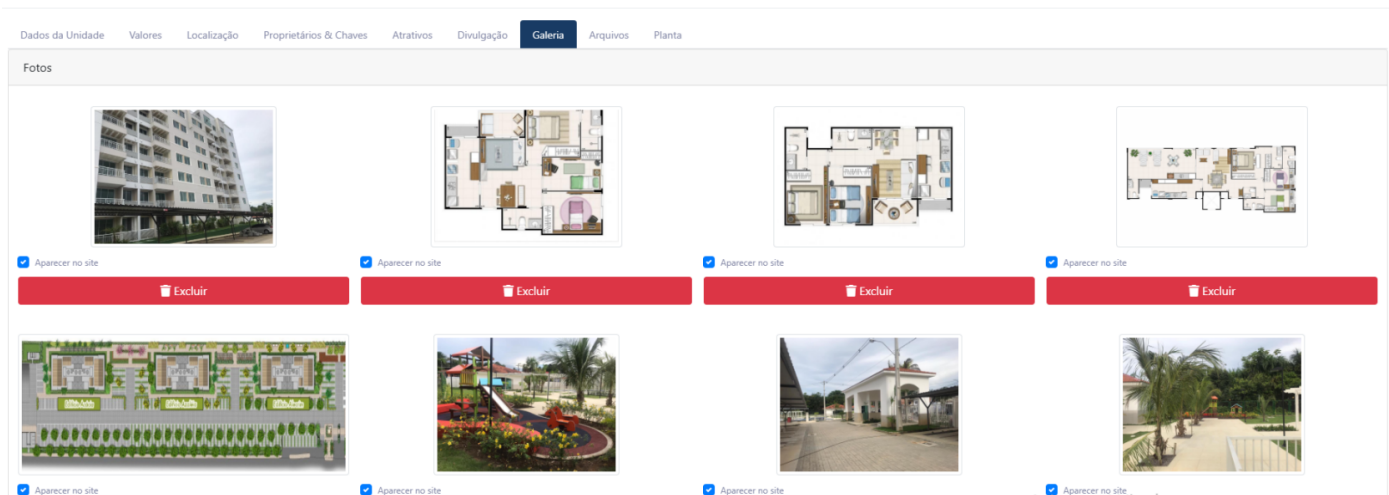 Dados da Unidade Valores Localização Proprietários & Chaves Atrativos Divulgação Galeria Arquivos Planta
Fotos
Aparecer no site Aparecer no site Aparecer no site Aparecer no site
Excluir Excluir Excluir Excluir
Aparecer no site Aparecer no site Aparecer no site Aparecer no site